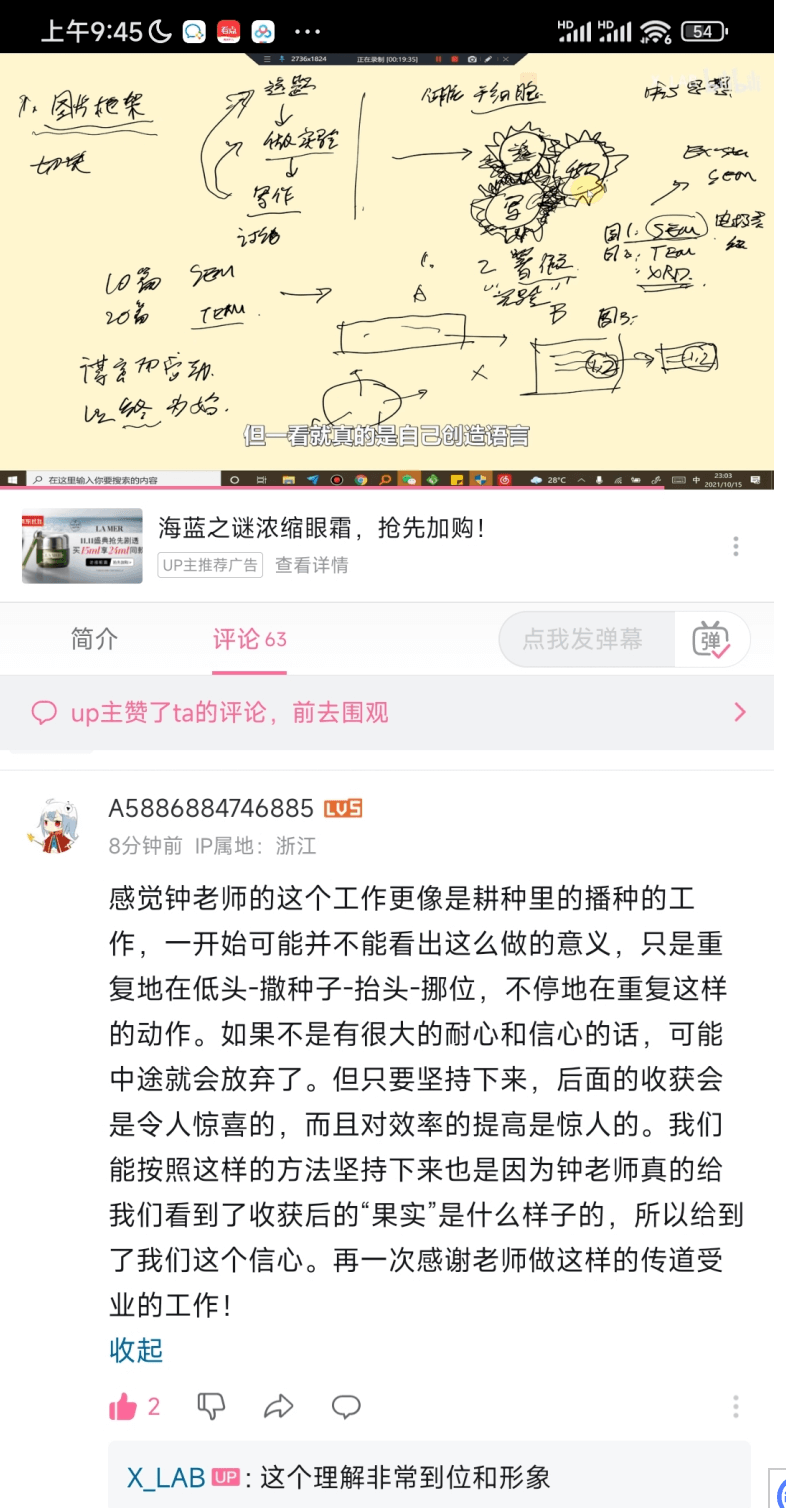 上午9:45
HD HD 6 54
2736x1824 正在录制 [00:19:35]
1. 图片框架
切块
选题
做实验
写作
讨论
干细胞
选
做
写
SEM
图1: SEM
图2: TEM
XRD
10篇 SEM
20篇 TEM
1.
A
2
B
图3:
X
1,2
1,2
以终为始.
但一看就真的是自己创造语言
在这里输入你要搜索的内容
28°C
中
23:03
2021/10/15
LA MER
海蓝之谜浓缩眼霜，抢先加购！
UP主推荐广告 查看详情
简介 评论 63 点我发弹幕 弹
up主赞了ta的评论，前去围观
A5886884746885 LV5
8分钟前 IP属地：浙江
感觉钟老师的这个工作更像是耕种里的播种的工
作，一开始可能并不能看出这么做的意义，只是重
复地在低头-撒种子-抬头-挪位，不停地在重复这样
的动作。如果不是有很大的耐心和信心的话，可能
中途就会放弃了。但只要坚持下来，后面的收获会
是令人惊喜的，而且对效率的提高是惊人的。我们
能按照这样的方法坚持下来也是因为钟老师真的给
我们看到了收获后的“果实”是什么样子的，所以给到
了我们这个信心。再一次感谢老师做这样的传道受
业的工作！
收起
2
X_LAB UP : 这个理解非常到位和形象